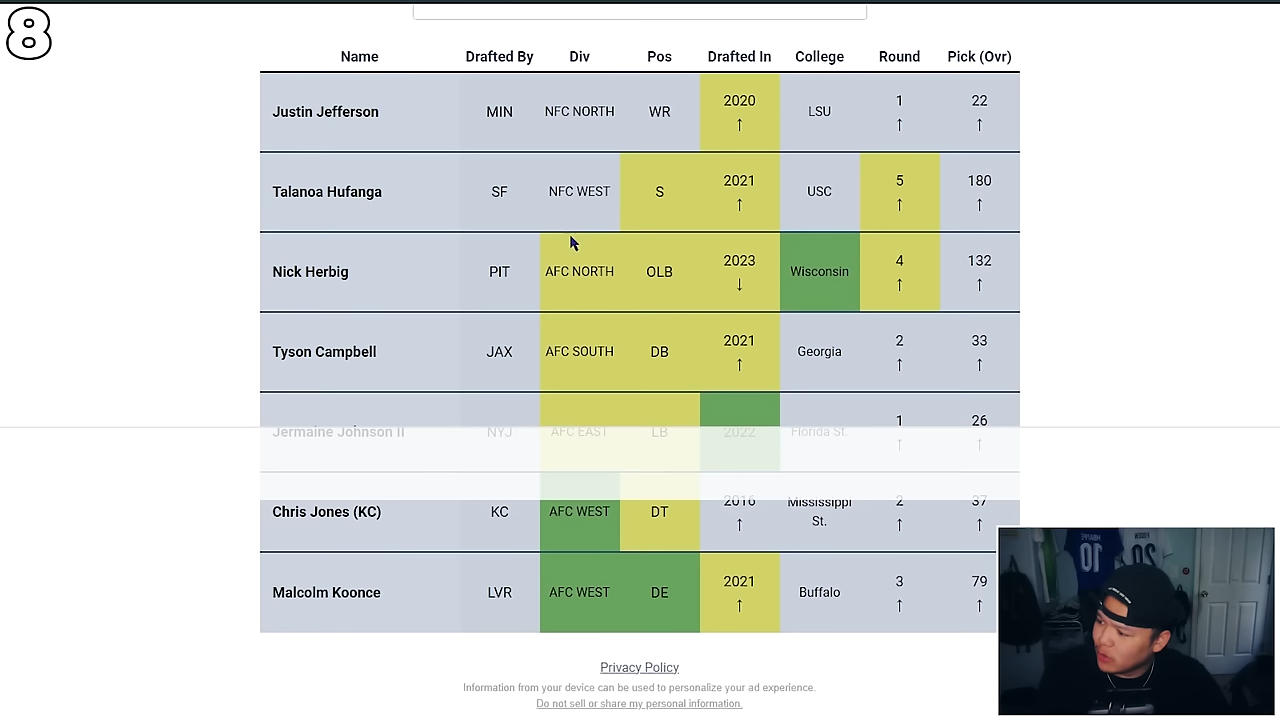 8
Name Drafted By Div Pos Drafted In College Round Pick (Ovr)
Justin Jefferson MIN NFC NORTH WR 2020 ↑ LSU 1 ↑ 22 ↑
Talanoa Hufanga SF NFC WEST S 2021 ↑ USC 5 ↑ 180 ↑
Nick Herbig PIT AFC NORTH OLB 2023 ↓ Wisconsin 4 ↑ 132 ↑
Tyson Campbell JAX AFC SOUTH DB 2021 ↑ Georgia 2 ↑ 33 ↑
Jermaine Johnson II NYJ AFC EAST LB 2022 Florida St. 1 ↑ 26 ↑
Chris Jones (KC) KC AFC WEST DT 2016 ↑ Mississippi St. 2 ↑ 37 ↑
Malcolm Koonce LVR AFC WEST DE 2021 ↑ Buffalo 3 ↑ 79 ↑
Privacy Policy
Information from your device can be used to personalize your ad experience.
Do not sell or share my personal information.
10
20